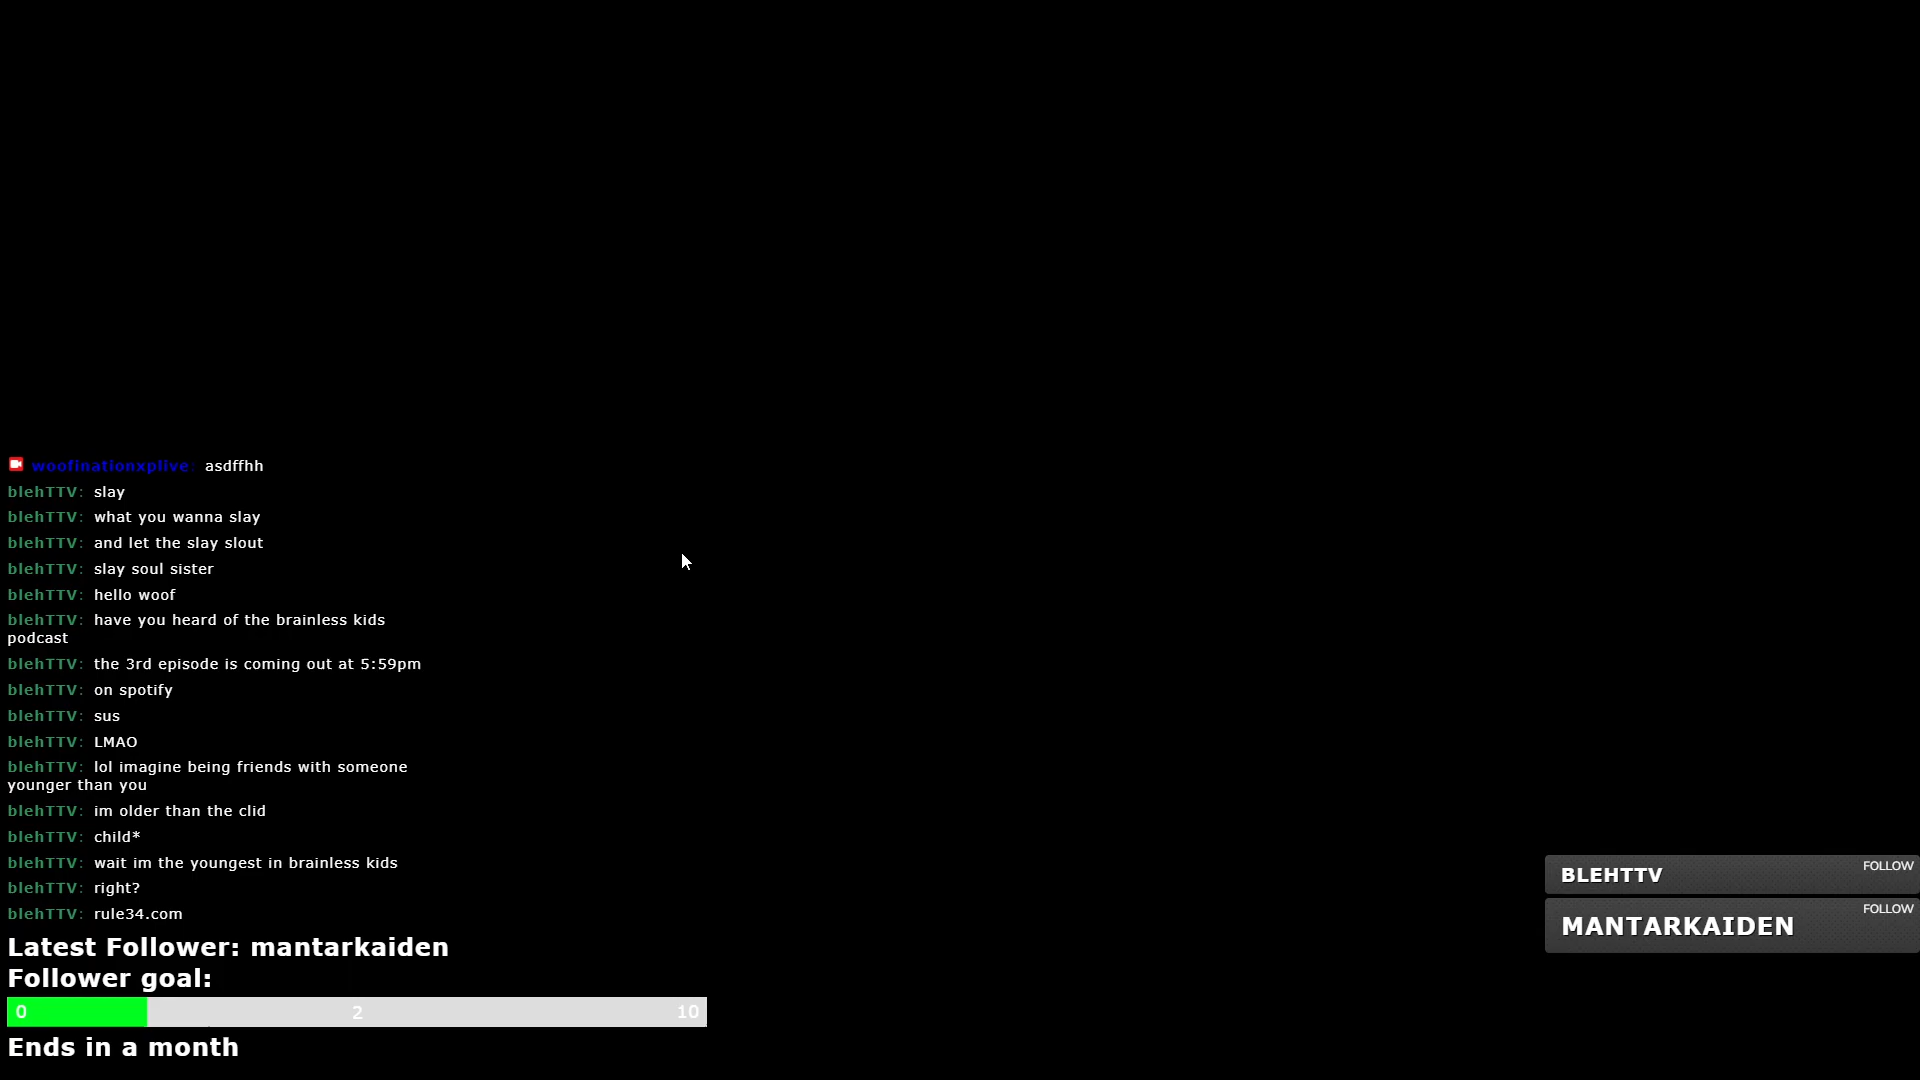 woofinationxplive: asdffhh
blehTTV: slay
blehTTV: what you wanna slay
blehTTV: and let the slay slout
blehTTV: slay soul sister
blehTTV: hello woof
blehTTV: have you heard of the brainless kids
podcast
blehTTV: the 3rd episode is coming out at 5:59pm
blehTTV: on spotify
blehTTV: sus
blehTTV: LMAO
blehTTV: lol imagine being friends with someone
younger than you
blehTTV: im older than the clid
blehTTV: child*
blehTTV: wait im the youngest in brainless kids
blehTTV: right?
blehTTV: rule34.com
Latest Follower: mantarkaiden
Follower goal:
0 2 10
Ends in a month
BLEHTTV FOLLOW
MANTARKAIDEN FOLLOW